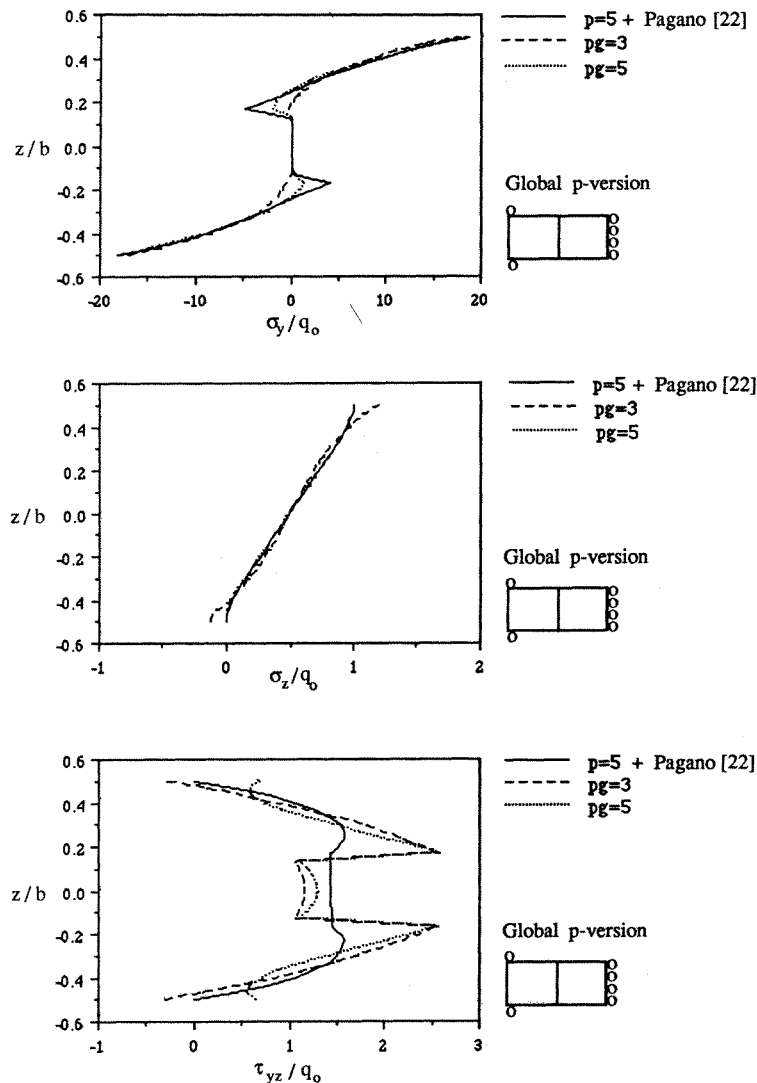 0.6
0.4
0.2
z/b 0.0
-0.2
-0.4
-0.6
-20 -10 0 10 20
σy/qo
p=5 + Pagano [22]
pg=3
pg=5
Global p-version
0.6
0.4
0.2
z/b 0.0
-0.2
-0.4
-0.6
-1 0 1 2
σz/qo
p=5 + Pagano [22]
pg=3
pg=5
Global p-version
0.6
0.4
0.2
z/b 0.0
-0.2
-0.4
-0.6
-1 0 1 2 3
τyz/qo
p=5 + Pagano [22]
pg=3
pg=5
Global p-version